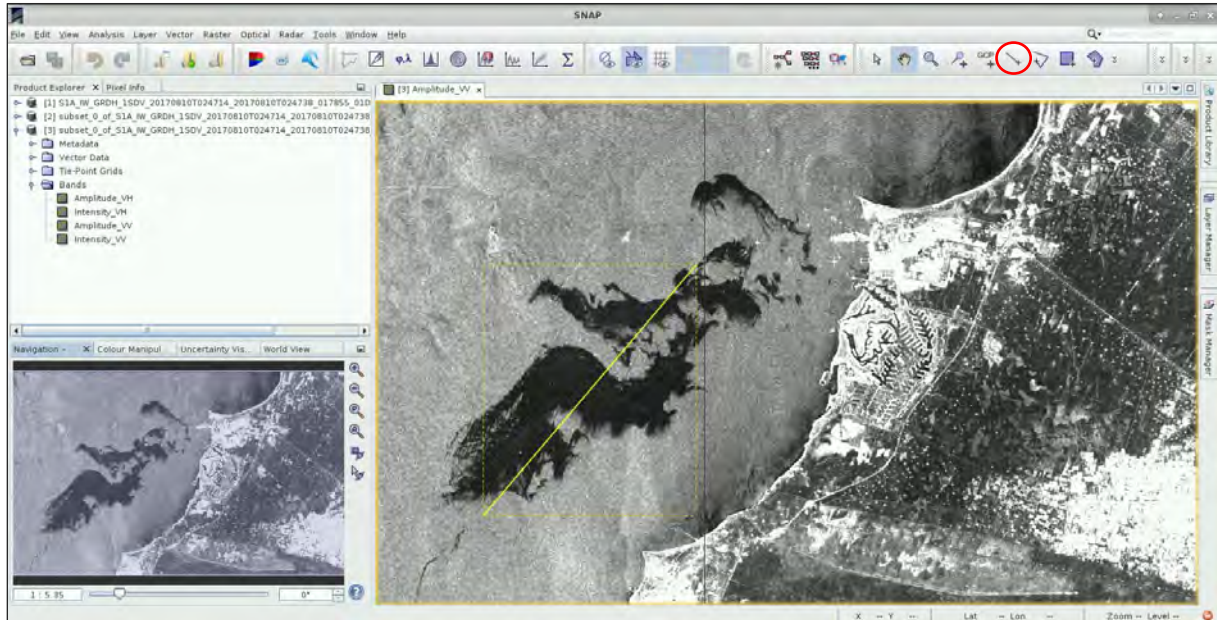 SNAP
File Edit View Analysis Layer Vector Raster Optical Radar Tools Window Help
GCP
Product Explorer X Pixel Info
[3] Amplitude_VV x
[1] S1A_IW_GRDH_1SDV_20170810T024714_20170810T024738_017855_01D
[2] subset_0_of_S1A_IW_GRDH_1SDV_20170810T024714_20170810T024738
[3] subset_0_of_S1A_IW_GRDH_1SDV_20170810T024714_20170810T024738
Metadata
Vector Data
Tie-Point Grids
Bands
Amplitude_VH
Intensity_VH
Amplitude_VV
Intensity_VV
Product Library
Layer Manager
Mask Manager
Navigation - X Colour Manipul... Uncertainty Vis... World View
1 : 5.35 0°
X -- Y -- Lat -- Lon -- Zoom -- Level --